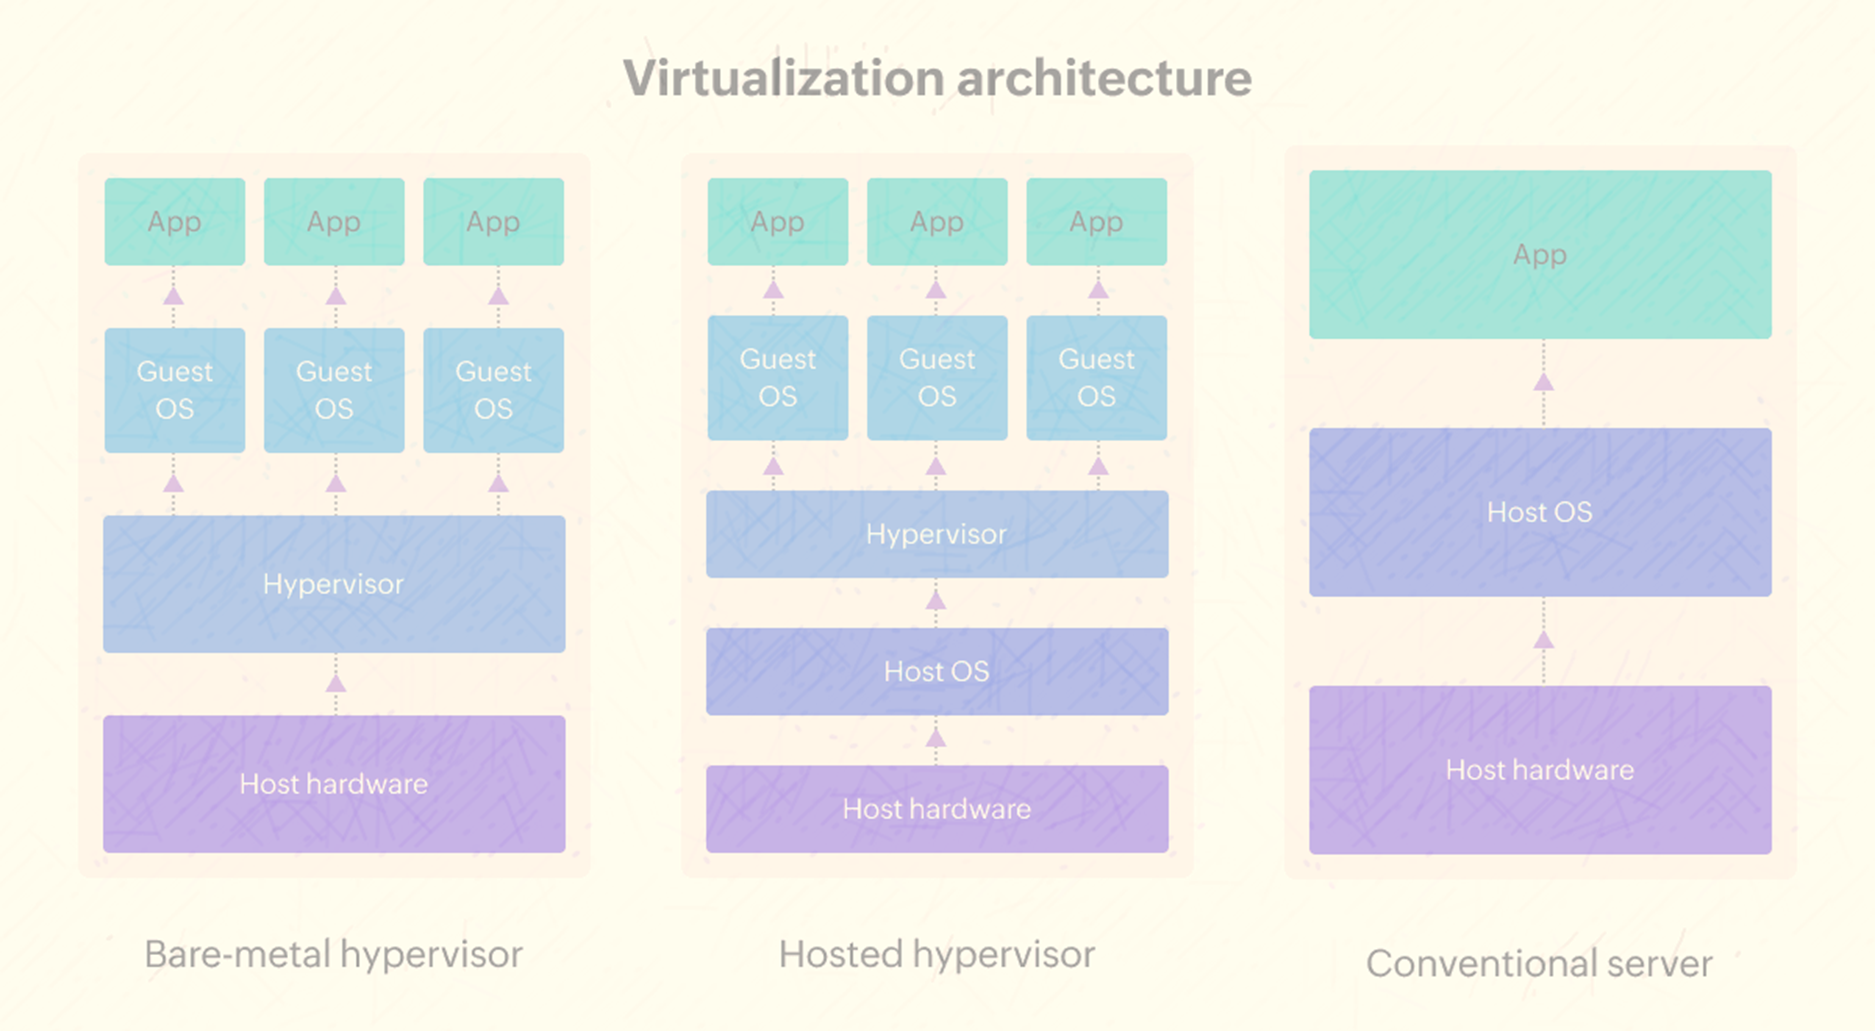 Virtualization architecture
App
App
App
Guest
OS
Guest
OS
Guest
OS
Hypervisor
Host hardware
Bare-metal hypervisor
App
App
App
Guest
OS
Guest
OS
Guest
OS
Hypervisor
Host OS
Host hardware
Hosted hypervisor
App
Host OS
Host hardware
Conventional server